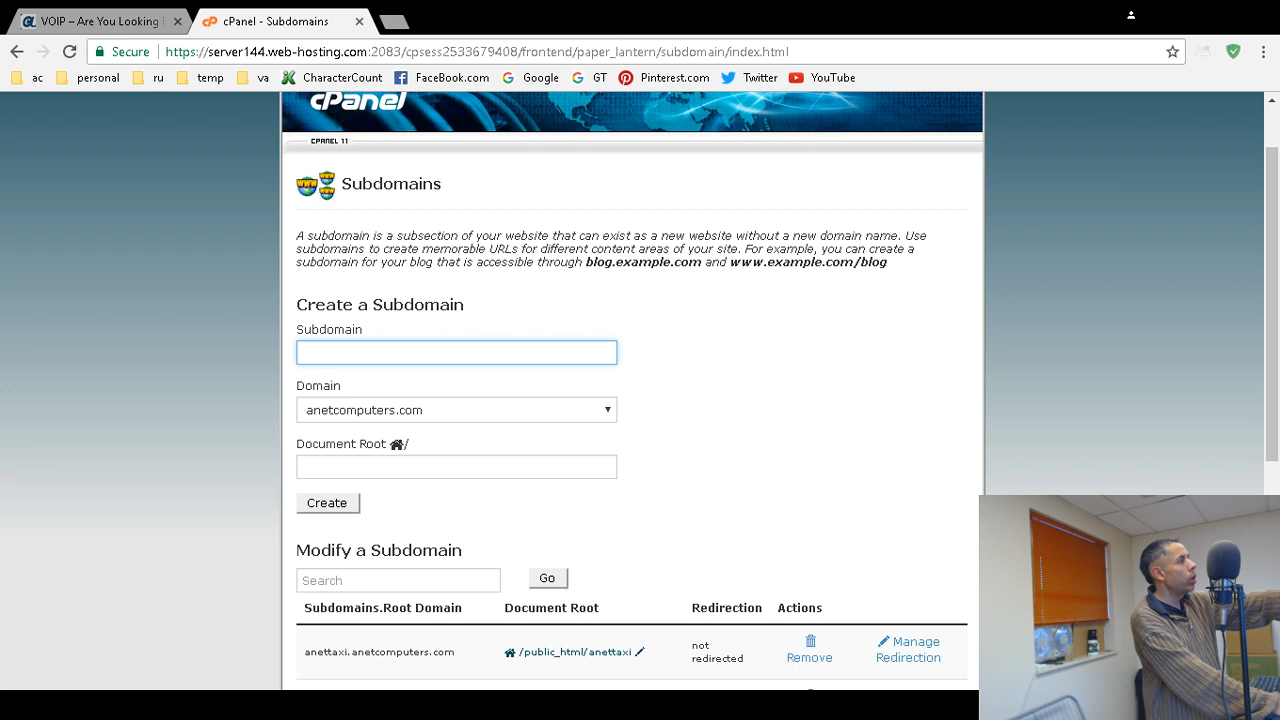 VOIP – Are You Looking
cPanel - Subdomains
Secure
https://server144.web-hosting.com:2083/cpsess2533679408/frontend/paper_lantern/subdomain/index.html
ac
personal
ru
temp
va
CharacterCount
FaceBook.com
Google
GT
Pinterest.com
Twitter
YouTube
cPanel
CPANEL 11
Subdomains
A subdomain is a subsection of your website that can exist as a new website without a new domain name. Use
subdomains to create memorable URLs for different content areas of your site. For example, you can create a
subdomain for your blog that is accessible through blog.example.com and www.example.com/blog
Create a Subdomain
Subdomain
Domain
anetcomputers.com
Document Root /
Create
Modify a Subdomain
Search
Go
Subdomains.Root Domain Document Root Redirection Actions
anettaxi.anetcomputers.com
/public_html/anettaxi
not
redirected
Remove
Manage
Redirection